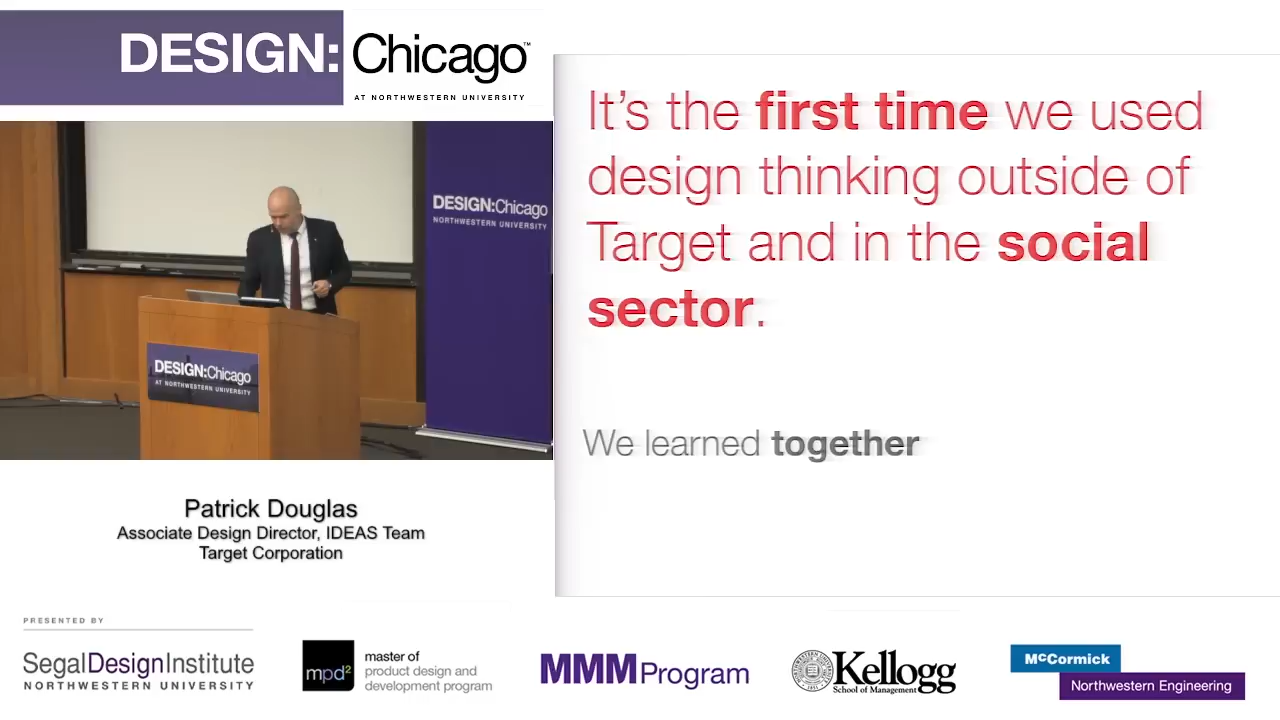 DESIGN:Chicago™
AT NORTHWESTERN UNIVERSITY
It's the first time we used
design thinking outside of
Target and in the social
sector.
We learned together
DESIGN:Chicago
NORTHWESTERN UNIVERSITY
DESIGN:Chicago
AT NORTHWESTERN UNIVERSITY
Patrick Douglas
Associate Design Director, IDEAS Team
Target Corporation
PRESENTED BY
SegalDesignInstitute
NORTHWESTERN UNIVERSITY
mpd²
master of
product design and
development program
MMM Program
Kellogg
School of Management
McCormick
Northwestern Engineering